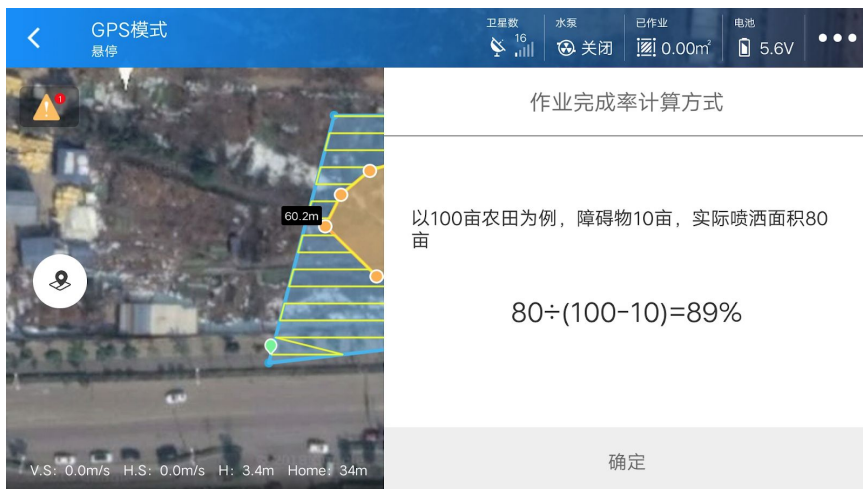 GPS模式
悬停
卫星数
16
水泵
关闭
已作业
0.00m²
电池
5.6V
1
60.2m
V.S: 0.0m/s H.S: 0.0m/s H: 3.4m Home: 34m
作业完成率计算方式
以100亩农田为例，障碍物10亩，实际喷洒面积80
亩
80÷(100-10)=89%
确定